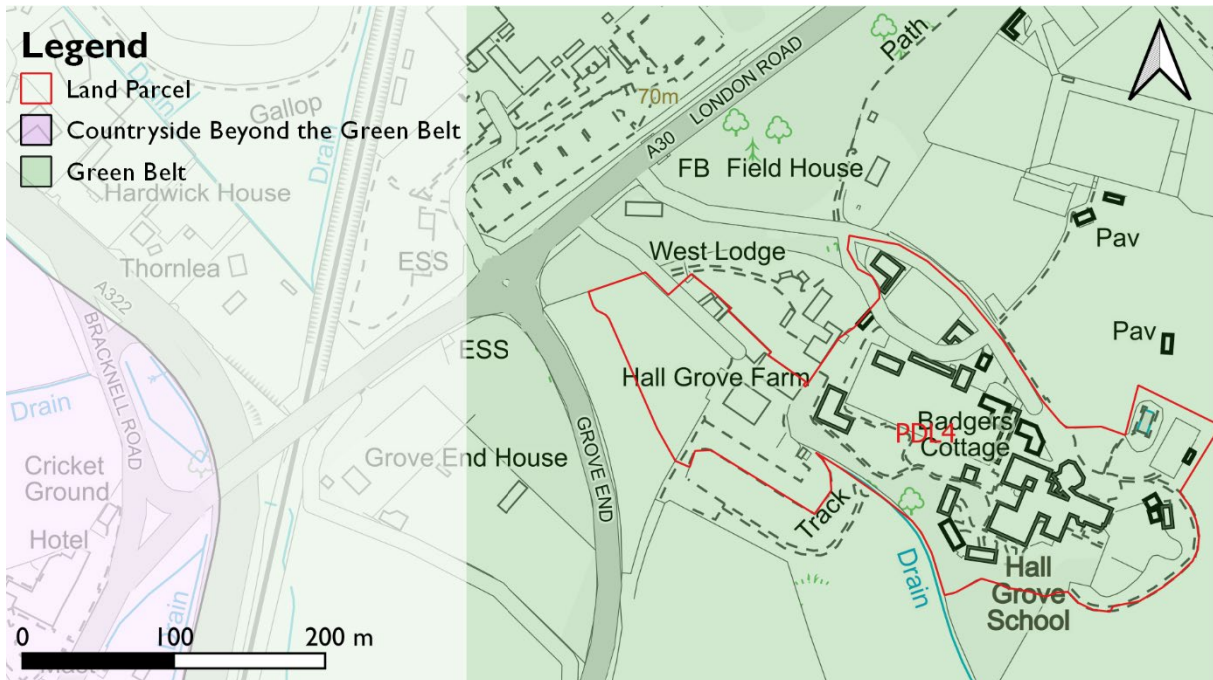 Legend
Land Parcel
Countryside Beyond the Green Belt
Green Belt
Drain
Gallop
Drain
Hardwick House
Thornlea
ESS
A322
BRACKNELL ROAD
Drain
Cricket
Ground
Hotel
Drain
Grove End House
ESS
GROVE END
A30
LONDON ROAD
70m
Path
FB
Field House
West Lodge
Pav
Pav
Hall Grove Farm
PDL4
Badgers
Cottage
Track
Drain
Hall
Grove
School
0
100
200 m
Mast